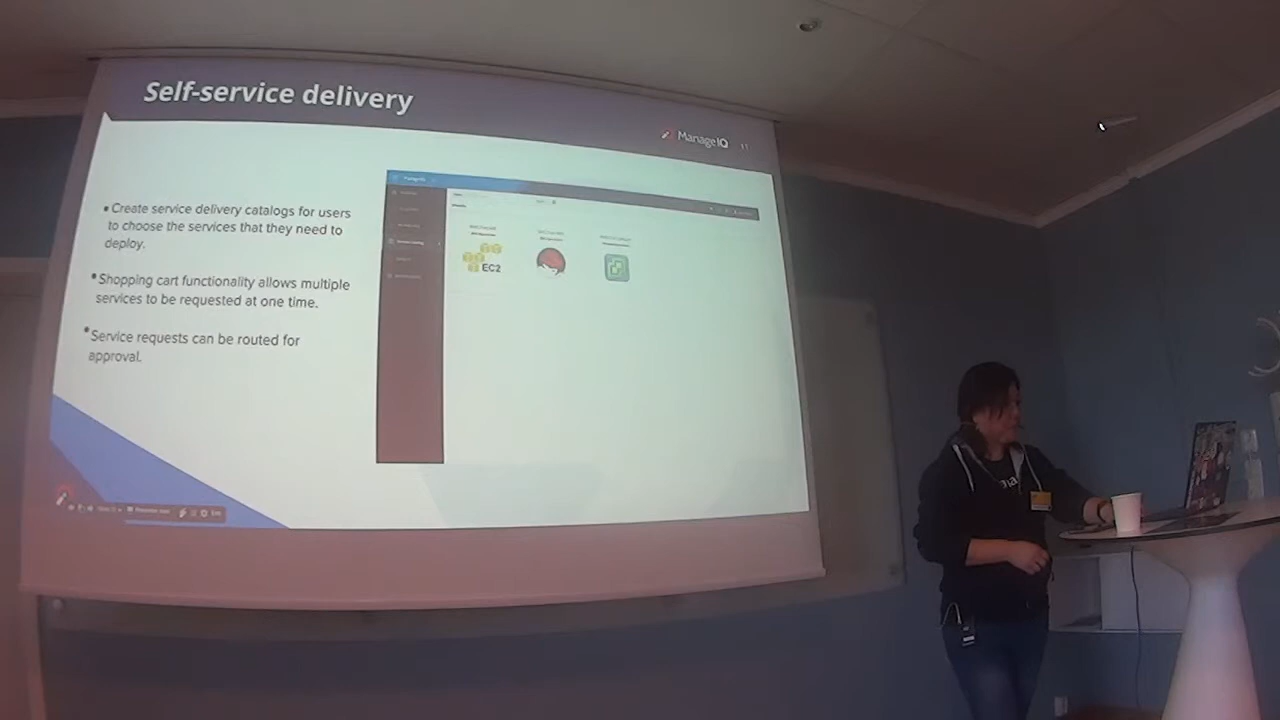 Self-service delivery
ManageIQ
11
• Create service delivery catalogs for users
to choose the services that they need to
deploy.
• Shopping cart functionality allows multiple
services to be requested at one time.
• Service requests can be routed for
approval.
EC2